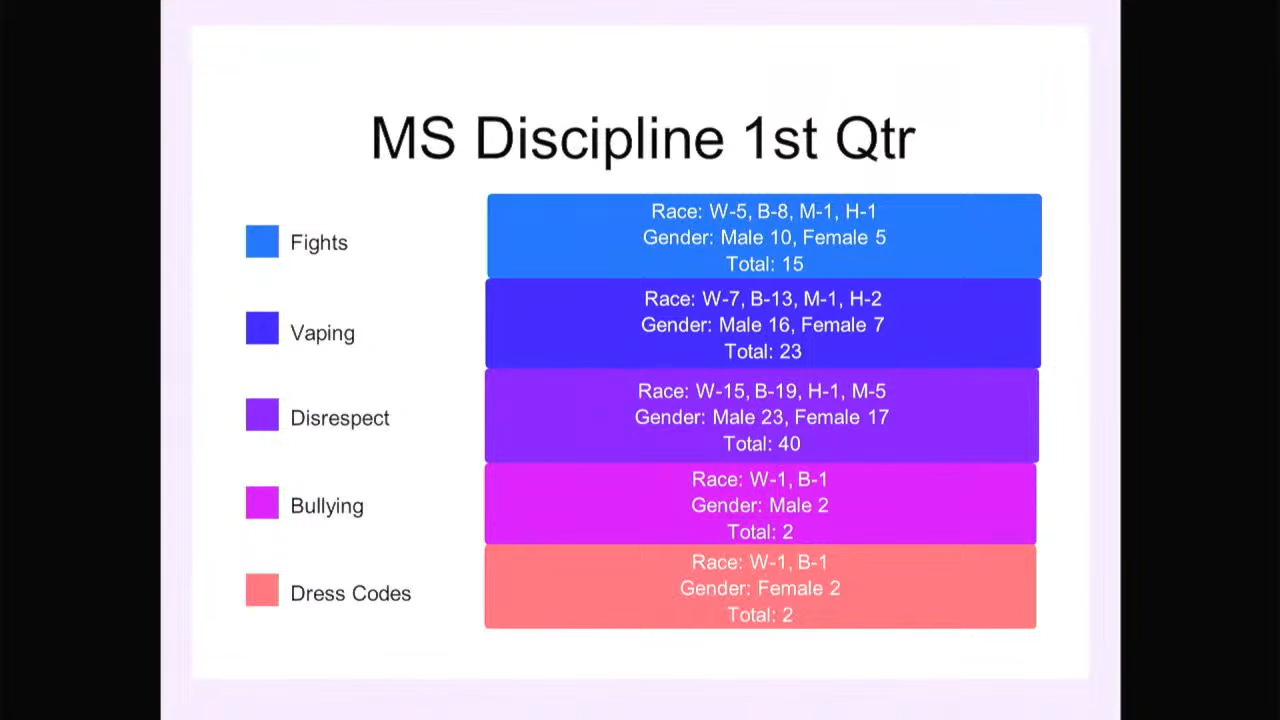 MS Discipline 1st Qtr
Fights
Race: W-5, B-8, M-1, H-1
Gender: Male 10, Female 5
Total: 15
Vaping
Race: W-7, B-13, M-1, H-2
Gender: Male 16, Female 7
Total: 23
Disrespect
Race: W-15, B-19, H-1, M-5
Gender: Male 23, Female 17
Total: 40
Bullying
Race: W-1, B-1
Gender: Male 2
Total: 2
Dress Codes
Race: W-1, B-1
Gender: Female 2
Total: 2